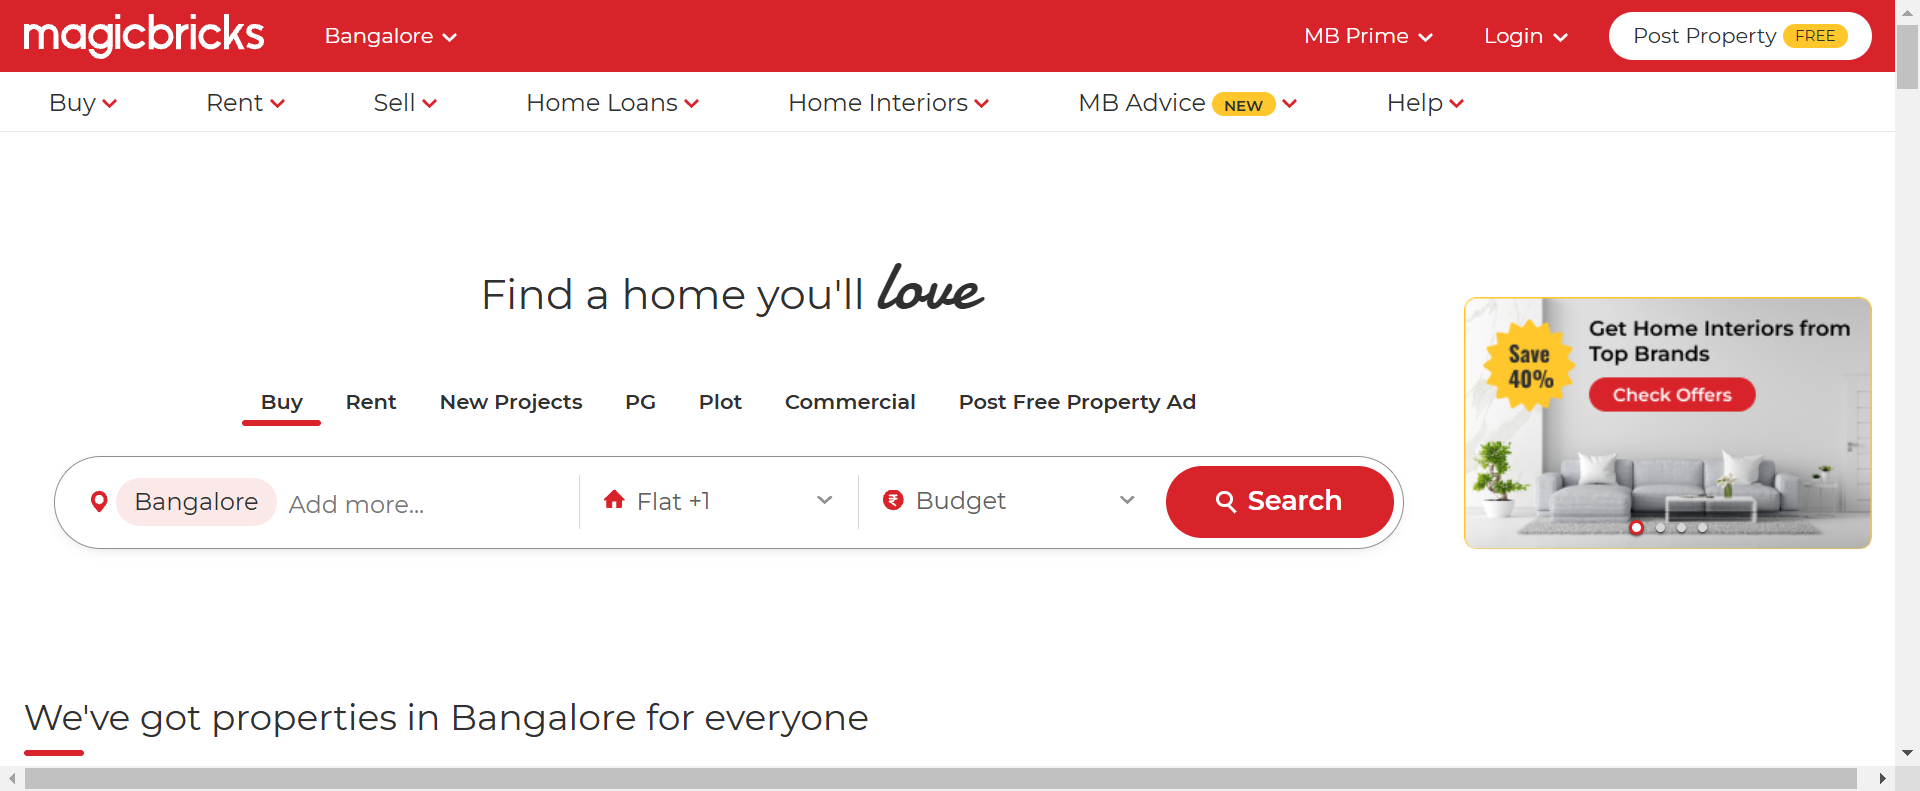 magicbricks
Bangalore
MB Prime
Login
Post Property FREE
Buy
Rent
Sell
Home Loans
Home Interiors
MB Advice NEW
Help
Find a home you'll love
Buy
Rent
New Projects
PG
Plot
Commercial
Post Free Property Ad
Bangalore
Add more...
Flat +1
Budget
Search
Save
40%
Get Home Interiors from
Top Brands
Check Offers
We've got properties in Bangalore for everyone